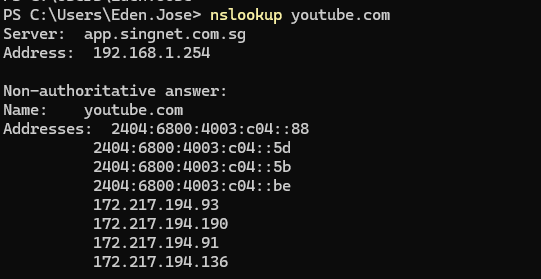 PS C:\Users\Eden.Jose> nslookup youtube.com
Server:  app.singnet.com.sg
Address:  192.168.1.254
Non-authoritative answer:
Name:    youtube.com
Addresses:  2404:6800:4003:c04::88
2404:6800:4003:c04::5d
2404:6800:4003:c04::5b
2404:6800:4003:c04::be
172.217.194.93
172.217.194.190
172.217.194.91
172.217.194.136